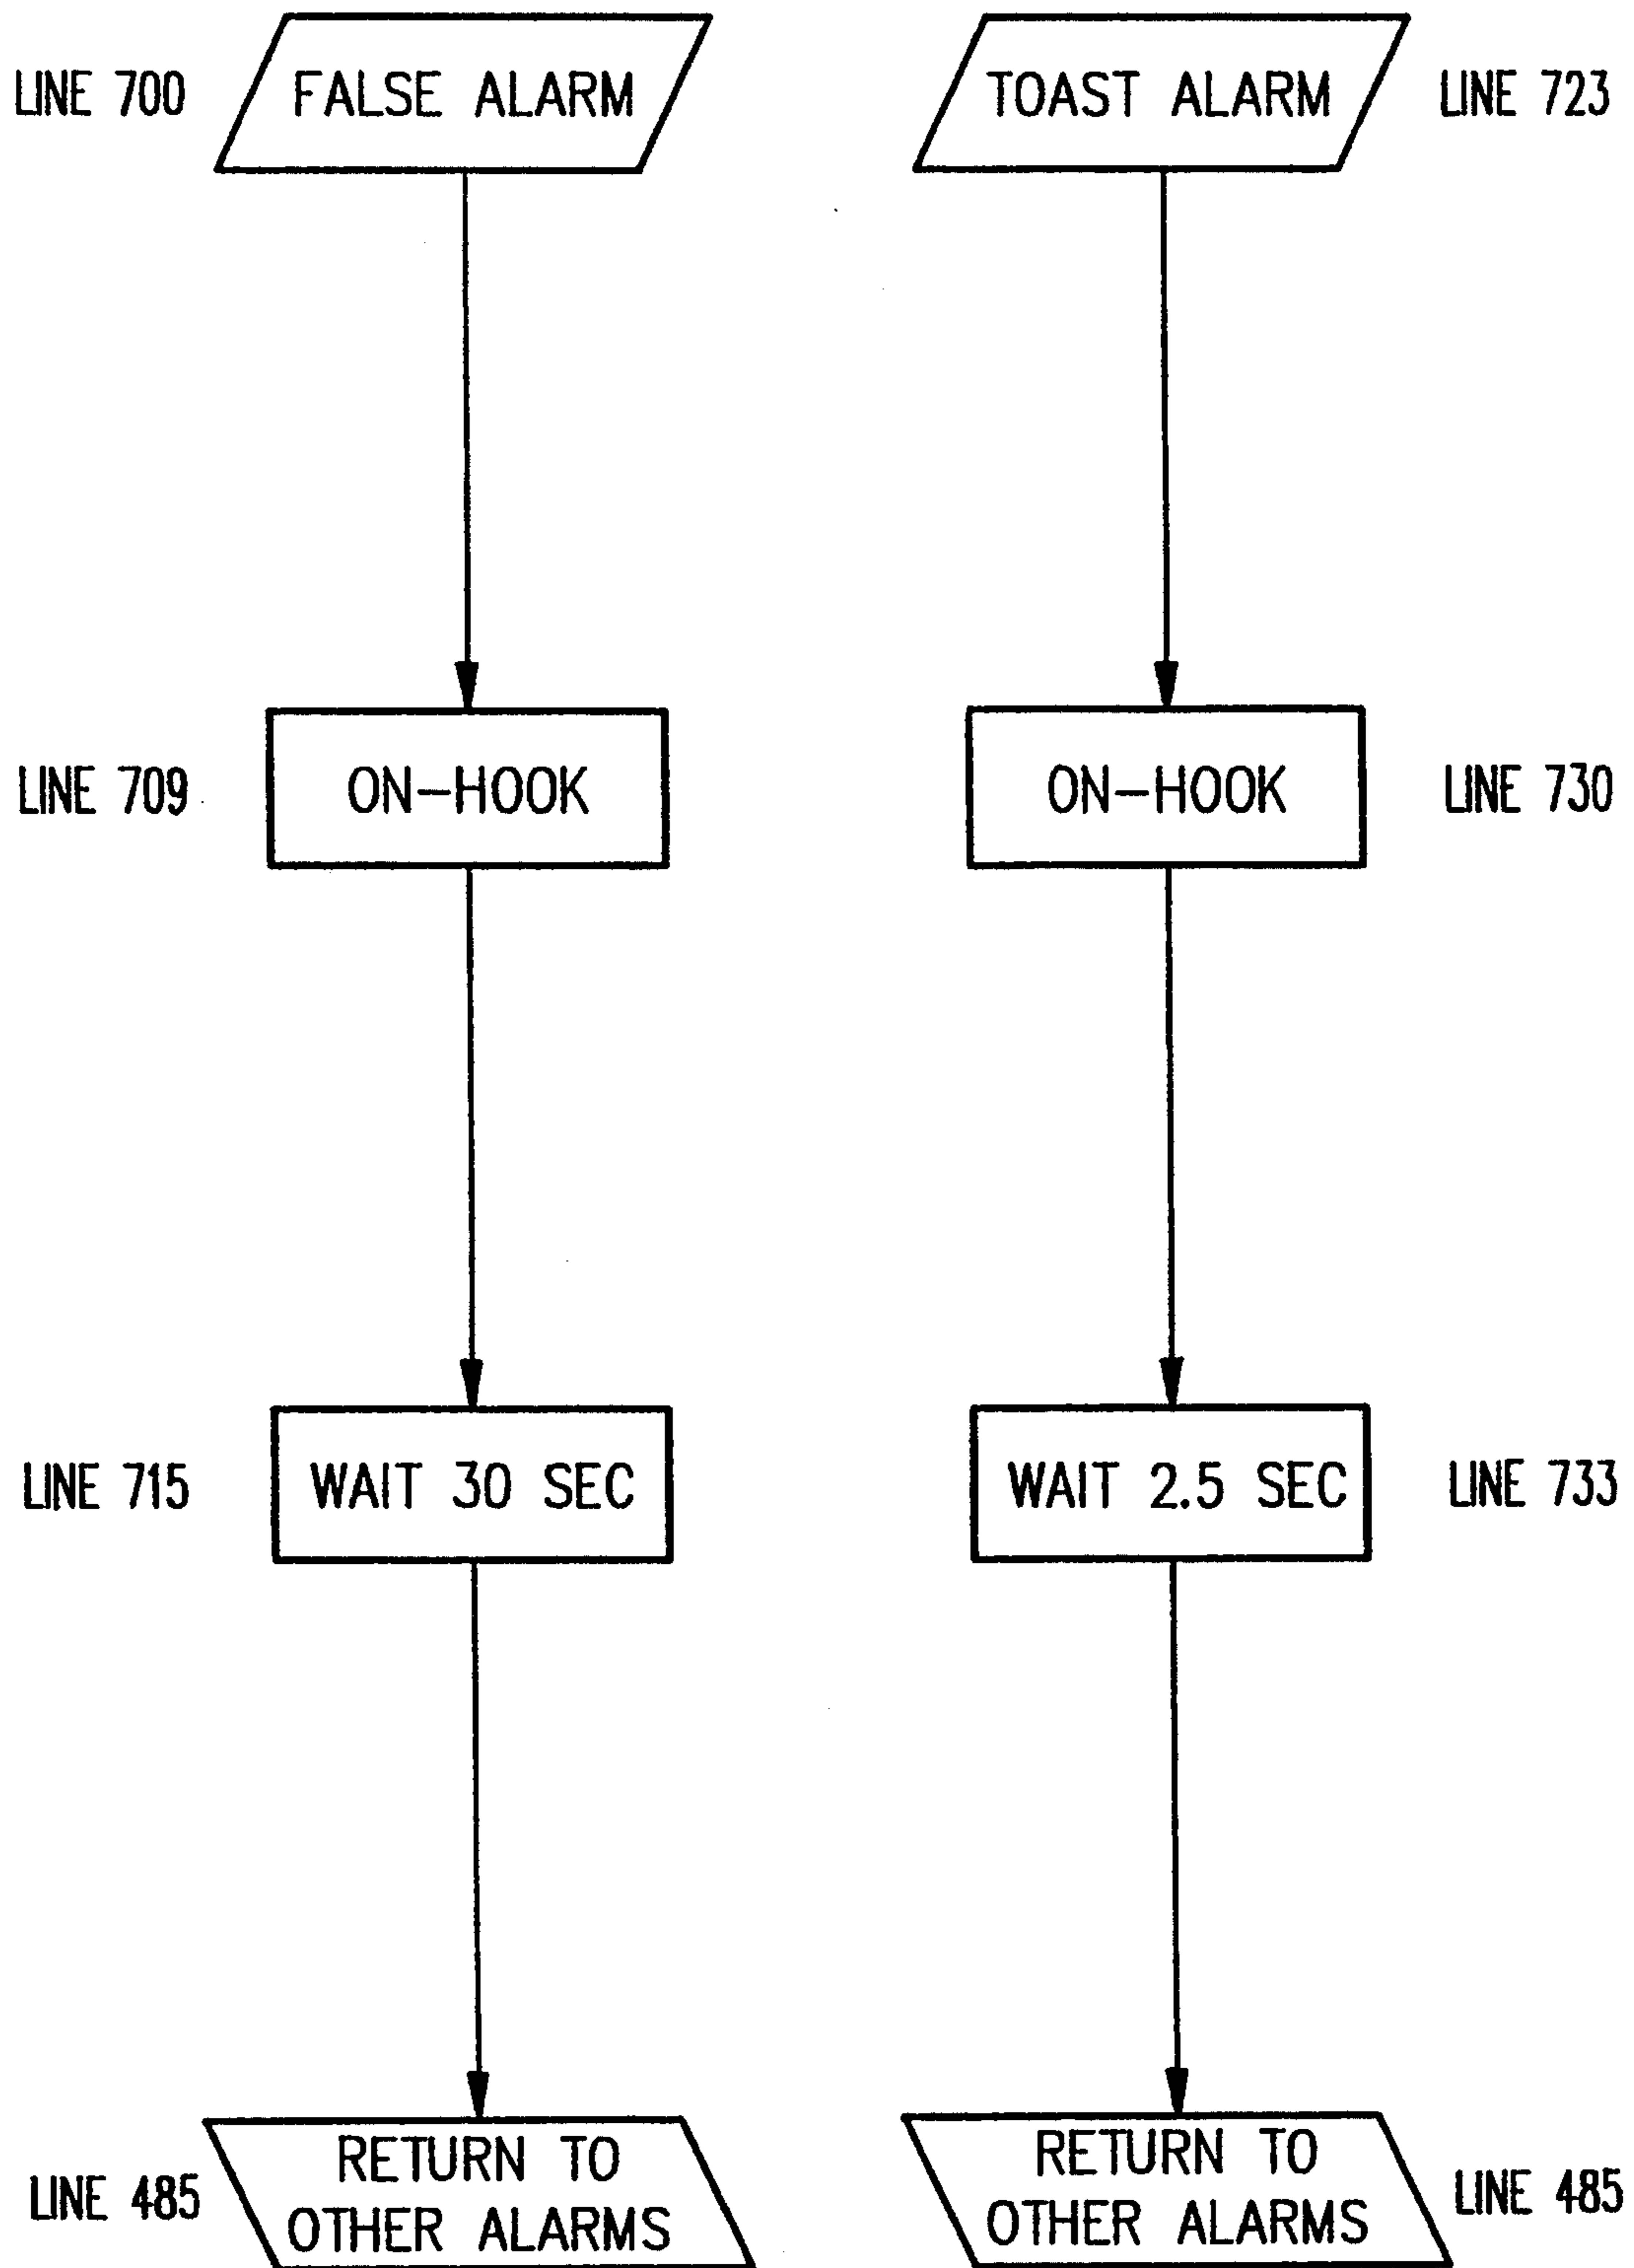 LINE 700
FALSE ALARM
TOAST ALARM
LINE 723
LINE 709
ON-HOOK
ON-HOOK
LINE 730
LINE 715
WAIT 30 SEC
WAIT 2.5 SEC
LINE 733
LINE 485
RETURN TO
OTHER ALARMS
RETURN TO
OTHER ALARMS
LINE 485